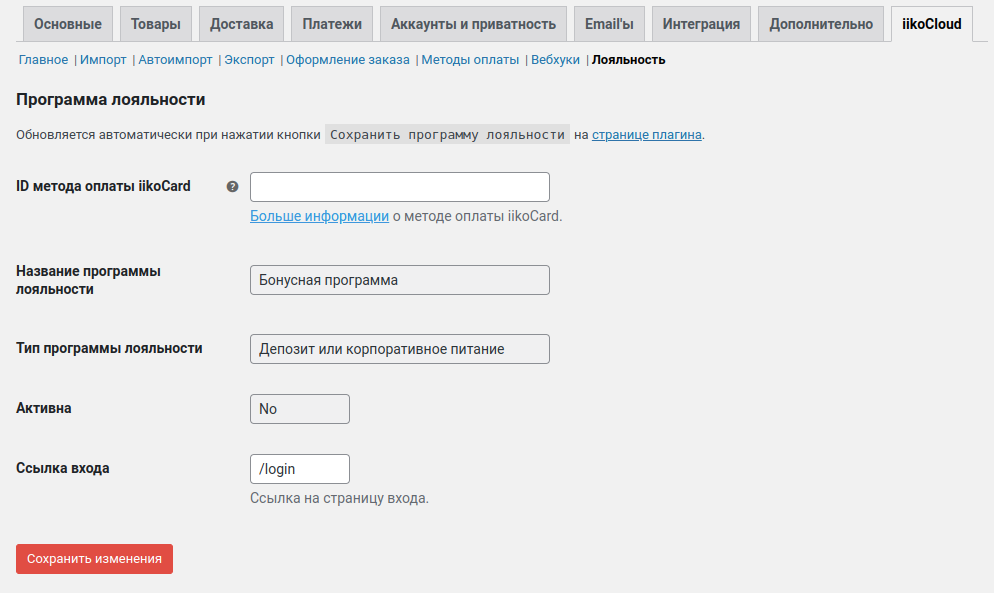 Основные Товары Доставка Платежи Аккаунты и приватность Email'ы Интеграция Дополнительно iikoCloud
Главное | Импорт | Автоимпорт | Экспорт | Оформление заказа | Методы оплаты | Вебхуки | Лояльность
Программа лояльности
Обновляется автоматически при нажатии кнопки Сохранить программу лояльности на странице плагина.
ID метода оплаты iikoCard ?
Больше информации о методе оплаты iikoCard.
Название программы
лояльности
Бонусная программа
Тип программы лояльности Депозит или корпоративное питание
Активна No
Ссылка входа /login
Ссылка на страницу входа.
Сохранить изменения